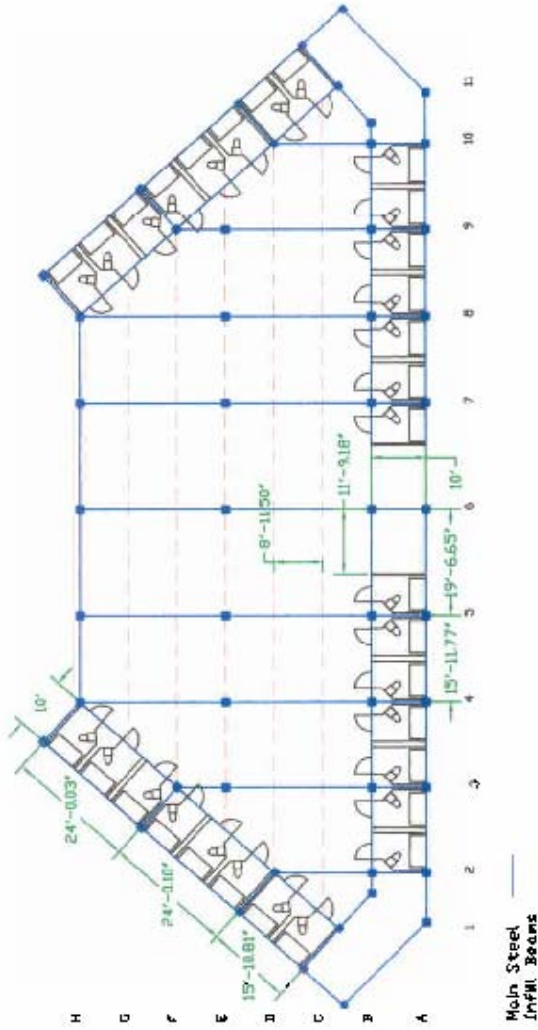 H
G
F
E
D
C
B
A
1
2
3
4
5
6
7
8
9
10
11
10'
24'-0.03"
24'-0.10"
15'-10.81"
8'-11.50"
11'-9.18"
10'
19'-6.65"
15'-11.77"
Main Steel
Infill Beams